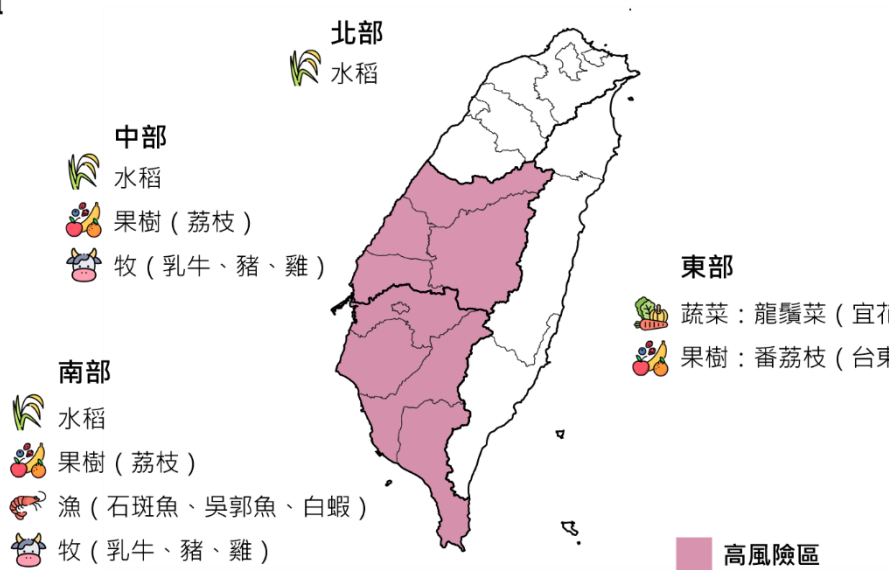 北部
水稻
中部
水稻
果樹（荔枝）
牧（乳牛、豬、雞）
東部
蔬菜：龍鬚菜（宜花
果樹：番荔枝（台東
南部
水稻
果樹（荔枝）
漁（石斑魚、吳郭魚、白蝦）
牧（乳牛、豬、雞）
高風險區